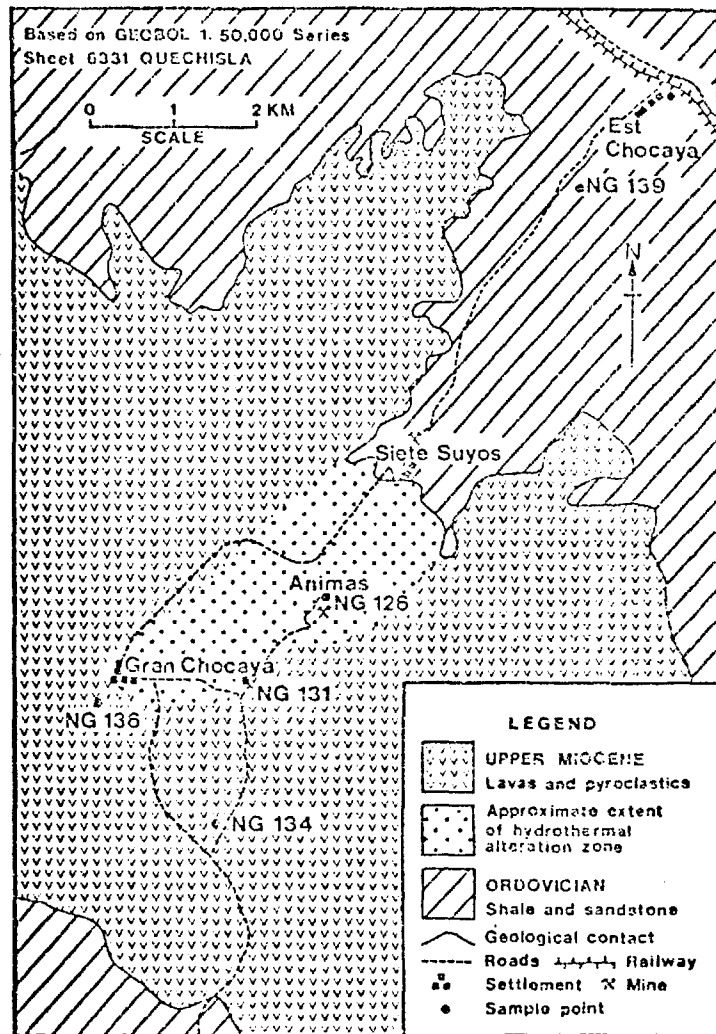 Based on GEOBOL 1:50,000 Series
Sheet 6331 QUECHISLA
0 1 2 KM
SCALE
Est
Chocaya
NG 139
N
Siete Suyos
Animas
NG 126
Gran Chocaya
NG 131
NG 136
NG 134
LEGEND
UPPER MIOCENE
Lavas and pyroclastics
Approximate extent
of hydrothermal
alteration zone
ORDOVICIAN
Shale and sandstone
Geological contact
Roads Railway
Settlement Mine
Sample point